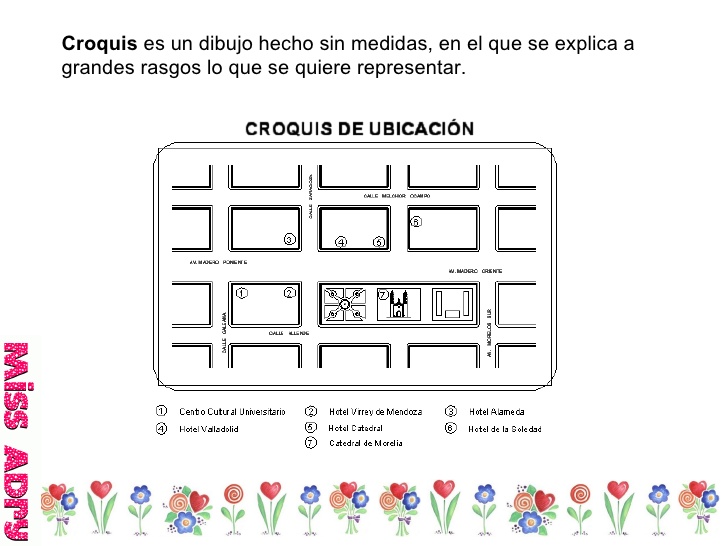 Croquis es un dibujo hecho sin medidas, en el que se explica a
grandes rasgos lo que se quiere representar.
CROQUIS DE UBICACIÓN
CALLE ZARAGOZA
CALLE MELCHOR OCAMPO
6
3
4
5
AV. MADERO PONIENTE
AV. MADERO ORIENTE
1
2
7
CALLE GALEANA
CALLE ALLENDE
AV. MORELOS SUR
1 Centro Cultural Universitario
2 Hotel Virrey de Mendoza
3 Hotel Alameda
4 Hotel Valladolid
5 Hotel Catedral
6 Hotel de la Soledad
7 Catedral de Morelia
Miss Adry